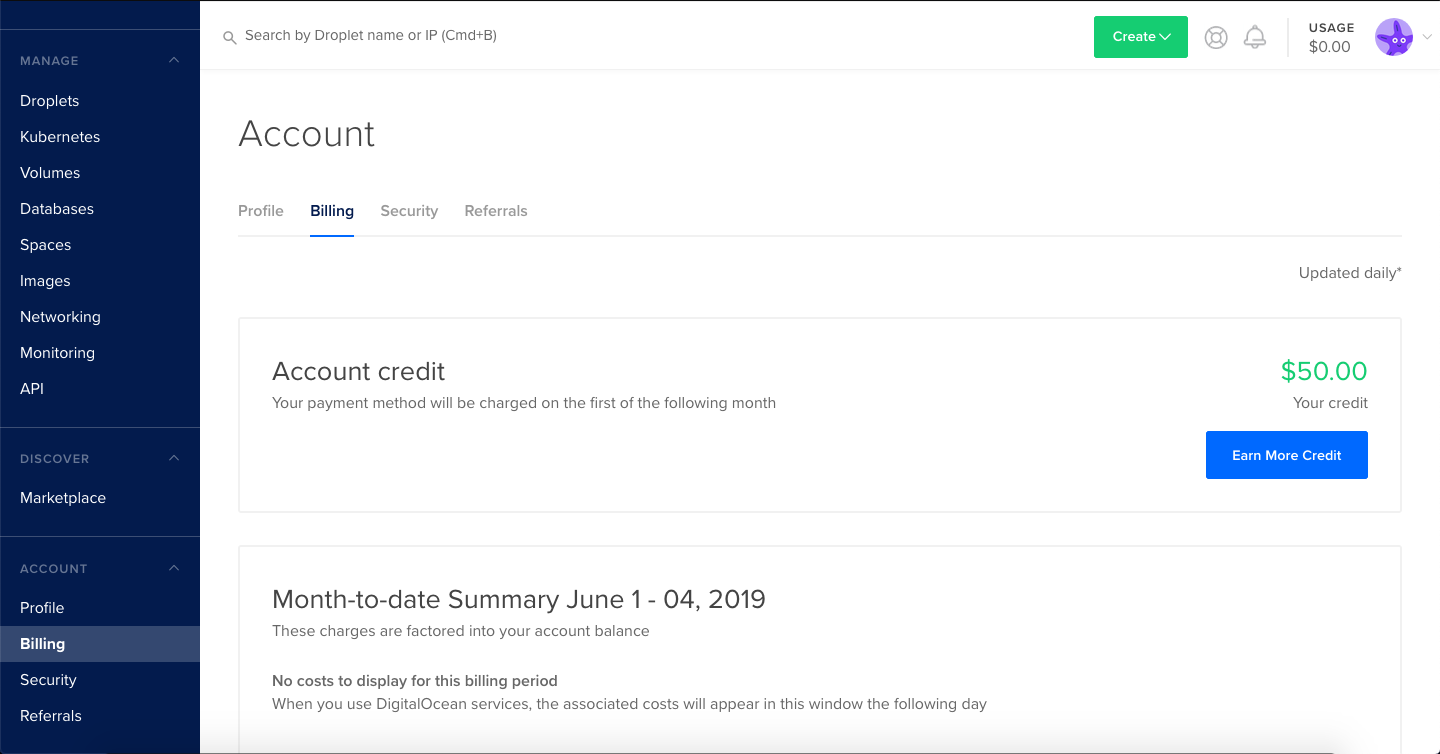 Search by Droplet name or IP (Cmd+B)
Create
USAGE
$0.00
MANAGE
Droplets
Kubernetes
Volumes
Databases
Spaces
Images
Networking
Monitoring
API
DISCOVER
Marketplace
ACCOUNT
Profile
Billing
Security
Referrals
Account
Profile Billing Security Referrals
Updated daily*
Account credit
Your payment method will be charged on the first of the following month
$50.00
Your credit
Earn More Credit
Month-to-date Summary June 1 - 04, 2019
These charges are factored into your account balance
No costs to display for this billing period
When you use DigitalOcean services, the associated costs will appear in this window the following day